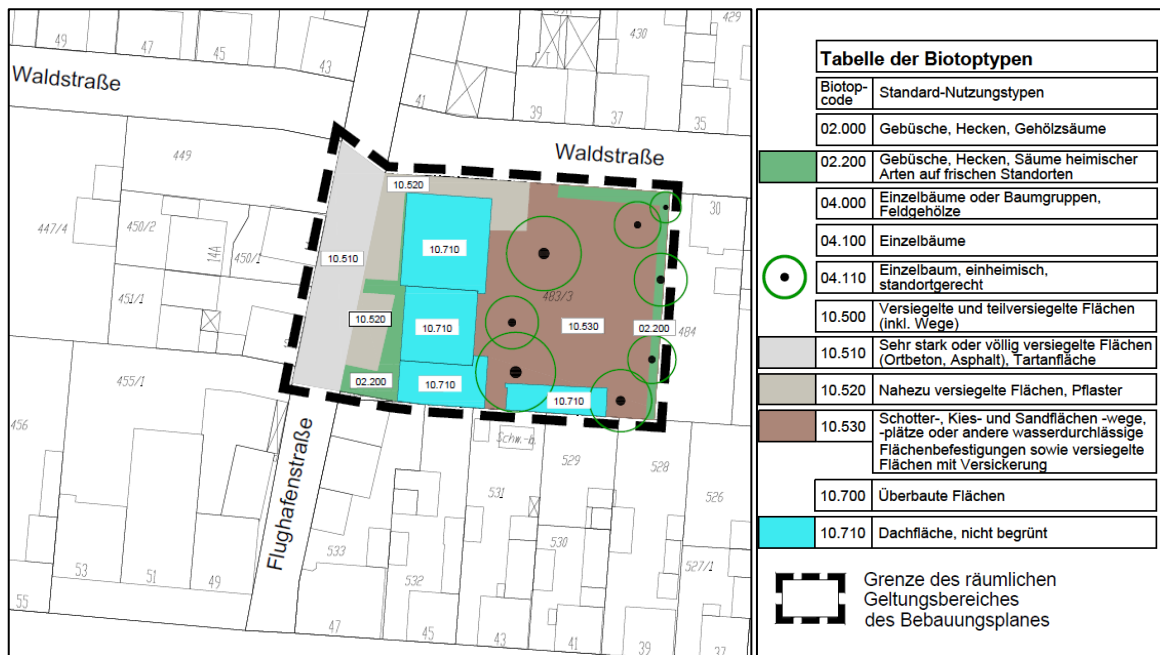 49
47
45
43
Waldstraße
449
447/4
450/2
14A
450/1
451/1
455/1
456
53
51
49
55
Flughafenstraße
47
533
532
45
531
43
530
41
529
528
39
526
527/1
37
Schw.-b.
41
39
37
35
430
429
Waldstraße
30
484
483/3
10.520
10.510
10.710
10.520
10.710
10.530
02.200
02.200
10.710
10.710
Tabelle der Biotoptypen
Biotop-
code
Standard-Nutzungstypen
02.000 Gebüsche, Hecken, Gehölzsäume
02.200 Gebüsche, Hecken, Säume heimischer
Arten auf frischen Standorten
04.000 Einzelbäume oder Baumgruppen,
Feldgehölze
04.100 Einzelbäume
04.110 Einzelbaum, einheimisch,
standortgerecht
10.500 Versiegelte und teilversiegelte Flächen
(inkl. Wege)
10.510 Sehr stark oder völlig versiegelte Flächen
(Ortbeton, Asphalt), Tartanfläche
10.520 Nahezu versiegelte Flächen, Pflaster
10.530 Schotter-, Kies- und Sandflächen -wege,
-plätze oder andere wasserdurchlässige
Flächenbefestigungen sowie versiegelte
Flächen mit Versickerung
10.700 Überbaute Flächen
10.710 Dachfläche, nicht begrünt
Grenze des räumlichen
Geltungsbereiches
des Bebauungsplanes